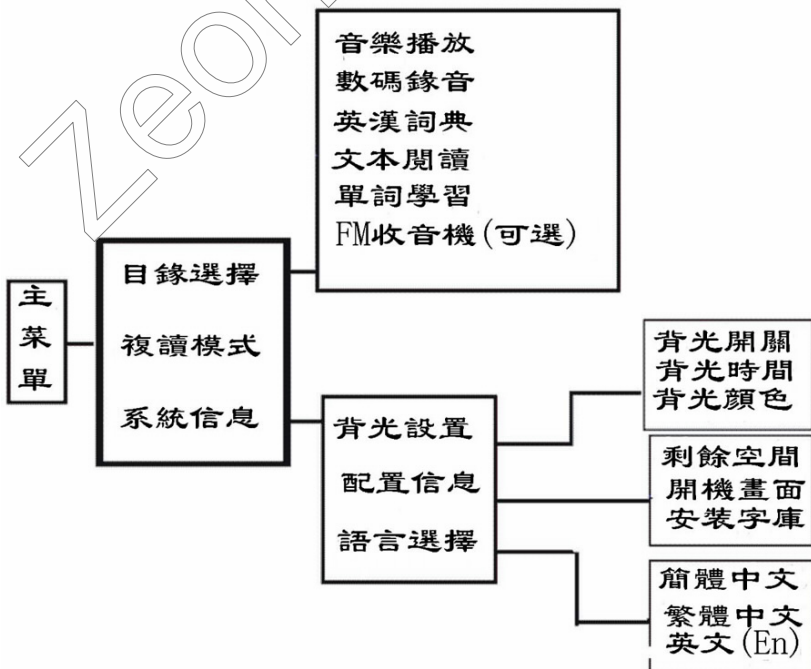 Zeon
音樂播放
數碼錄音
英漢詞典
文本閱讀
單詞學習
FM收音機(可選)
主菜單
目錄選擇
複讀模式
系統信息
背光設置
配置信息
語言選擇
背光開關
背光時間
背光顔色
剩餘空間
開機畫面
安裝字庫
簡體中文
繁體中文
英文(En)